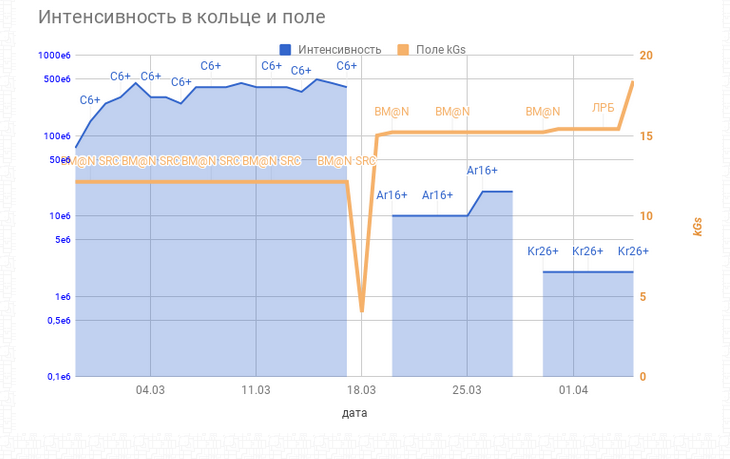 Интенсивность в кольце и поле
Интенсивность Поле kGs
1000e6
500e6
100e6
50e6
10e6
5e6
1e6
0,5e6
0,1e6
20
15
10
5
0
kGs
C6+ C6+ C6+ C6+ C6+ C6+ C6+ C6+
BM@N SRC BM@N SRC BM@N SRC BM@N SRC BM@N SRC
BM@N BM@N BM@N ЛРБ
Ar16+ Ar16+ Ar16+
Kr26+ Kr26+ Kr26+
04.03 11.03 18.03 25.03 01.04
дата